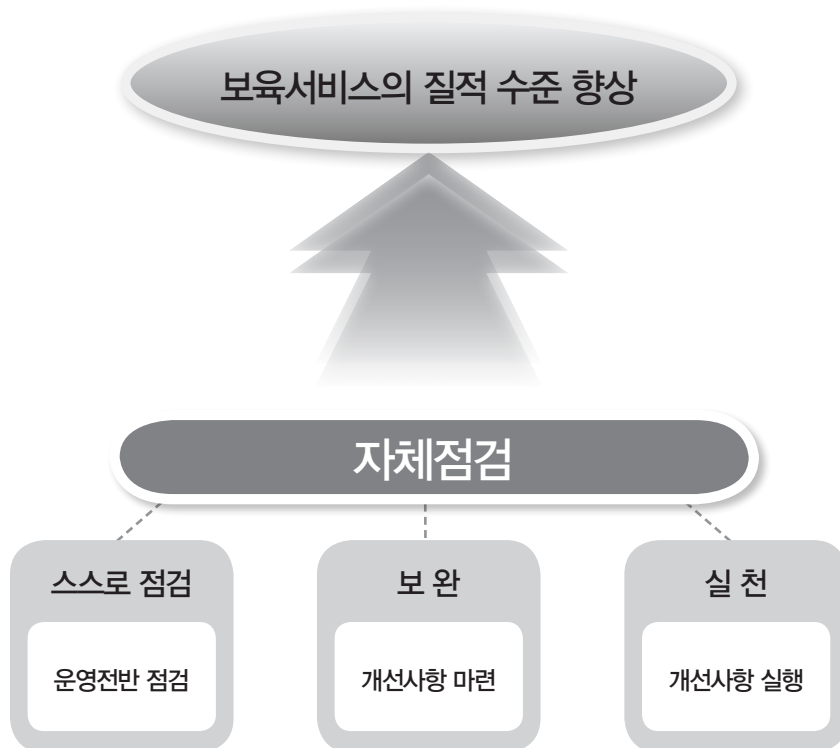 보육서비스의 질적 수준 향상
자체점검
스스로 점검
운영전반 점검
보 완
개선사항 마련
실 천
개선사항 실행